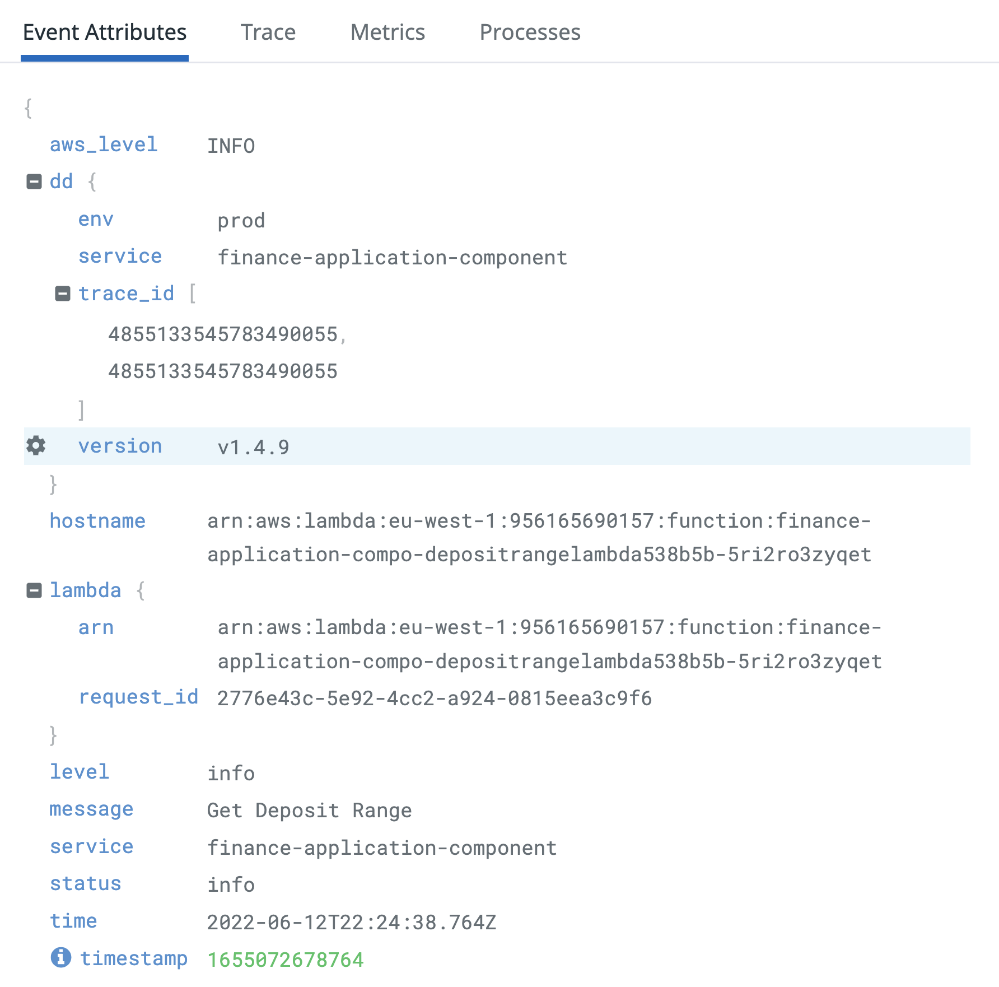 Event Attributes Trace Metrics Processes
{
aws_level INFO
dd {
env prod
service finance-application-component
trace_id [
4855133545783490055,
4855133545783490055
]
version v1.4.9
}
hostname arn:aws:lambda:eu-west-1:956165690157:function:finance-
application-compo-depositrangelambda538b5b-5ri2ro3zyqet
lambda {
arn arn:aws:lambda:eu-west-1:956165690157:function:finance-
application-compo-depositrangelambda538b5b-5ri2ro3zyqet
request_id 2776e43c-5e92-4cc2-a924-0815eea3c9f6
}
level info
message Get Deposit Range
service finance-application-component
status info
time 2022-06-12T22:24:38.764Z
timestamp 1655072678764